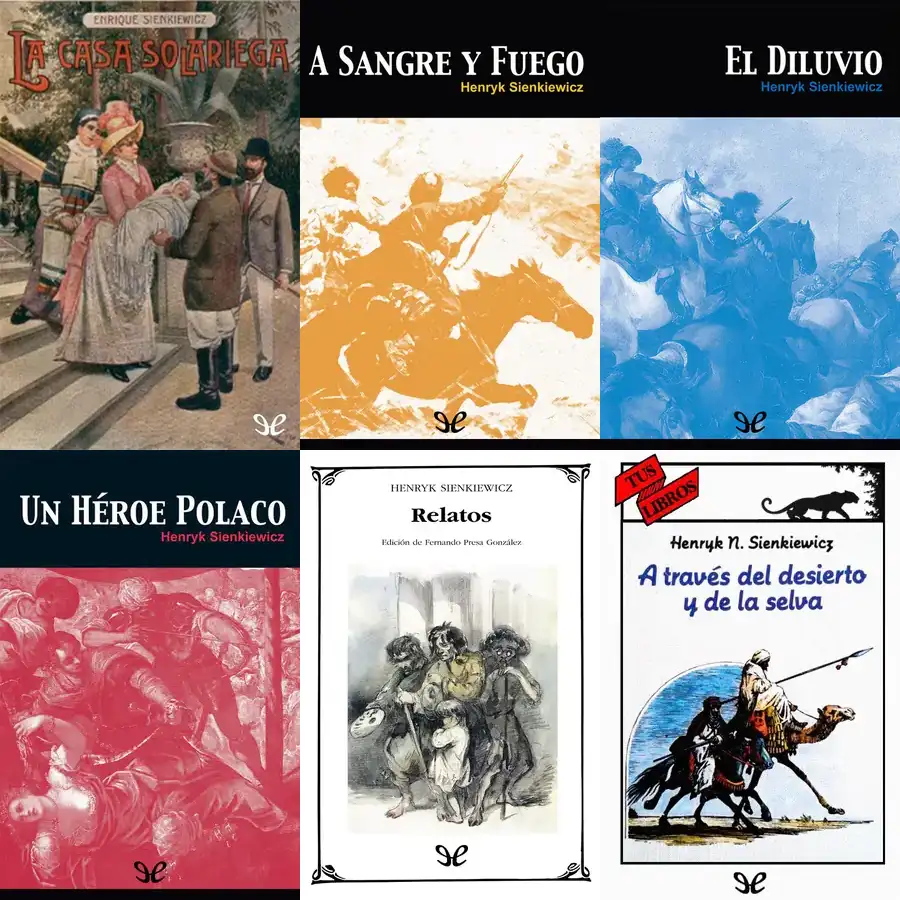 ENRIQUE SIENKIEWICZ
LA CASA SOLARIEGA
A SANGRE Y FUEGO
Henryk Sienkiewicz
EL DILUVIO
Henryk Sienkiewicz
UN HÉROE POLACO
Henryk Sienkiewicz
HENRYK SIENKIEWICZ
Relatos
Edición de Fernando Presa González
TUS
LIBROS
Henryk N. Sienkiewicz
A través del desierto
y de la selva